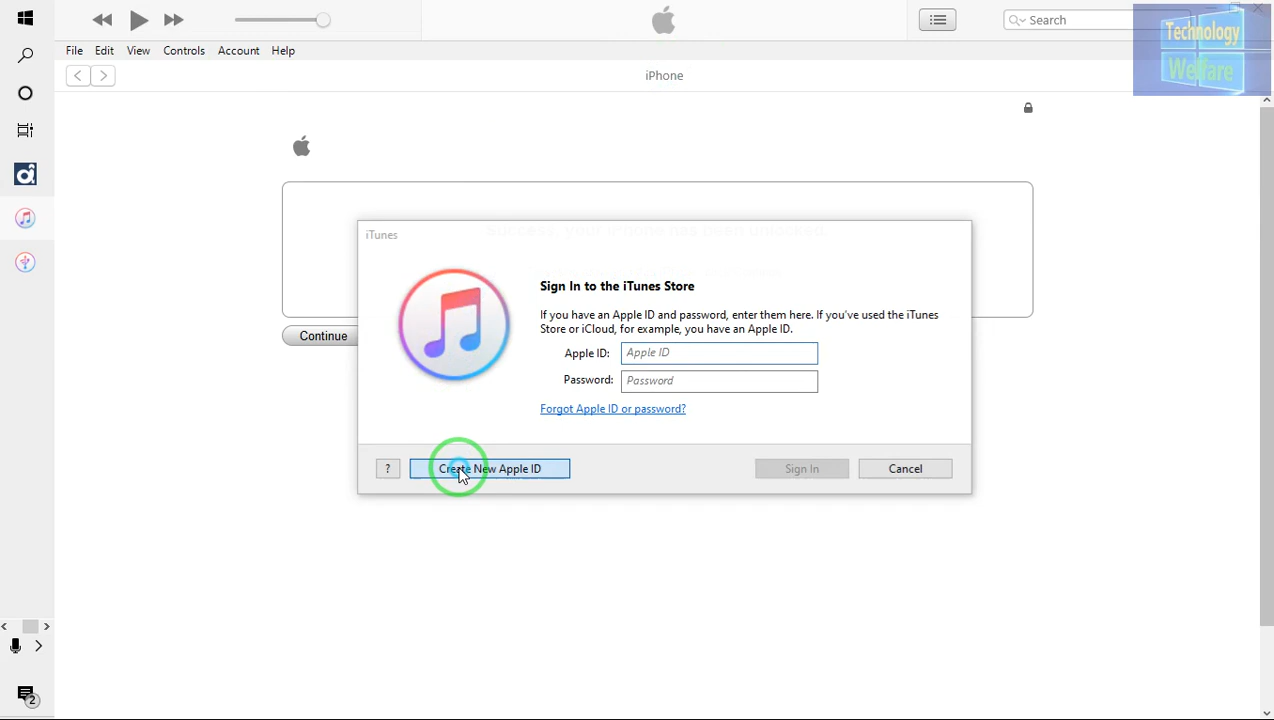 Search
Technology
Welfare
File Edit View Controls Account Help
iPhone
iTunes
Sign In to the iTunes Store
If you have an Apple ID and password, enter them here. If you've used the iTunes
Store or iCloud, for example, you have an Apple ID.
Apple ID: Apple ID
Password: Password
Forgot Apple ID or password?
Continue
? Create New Apple ID Sign In Cancel
2